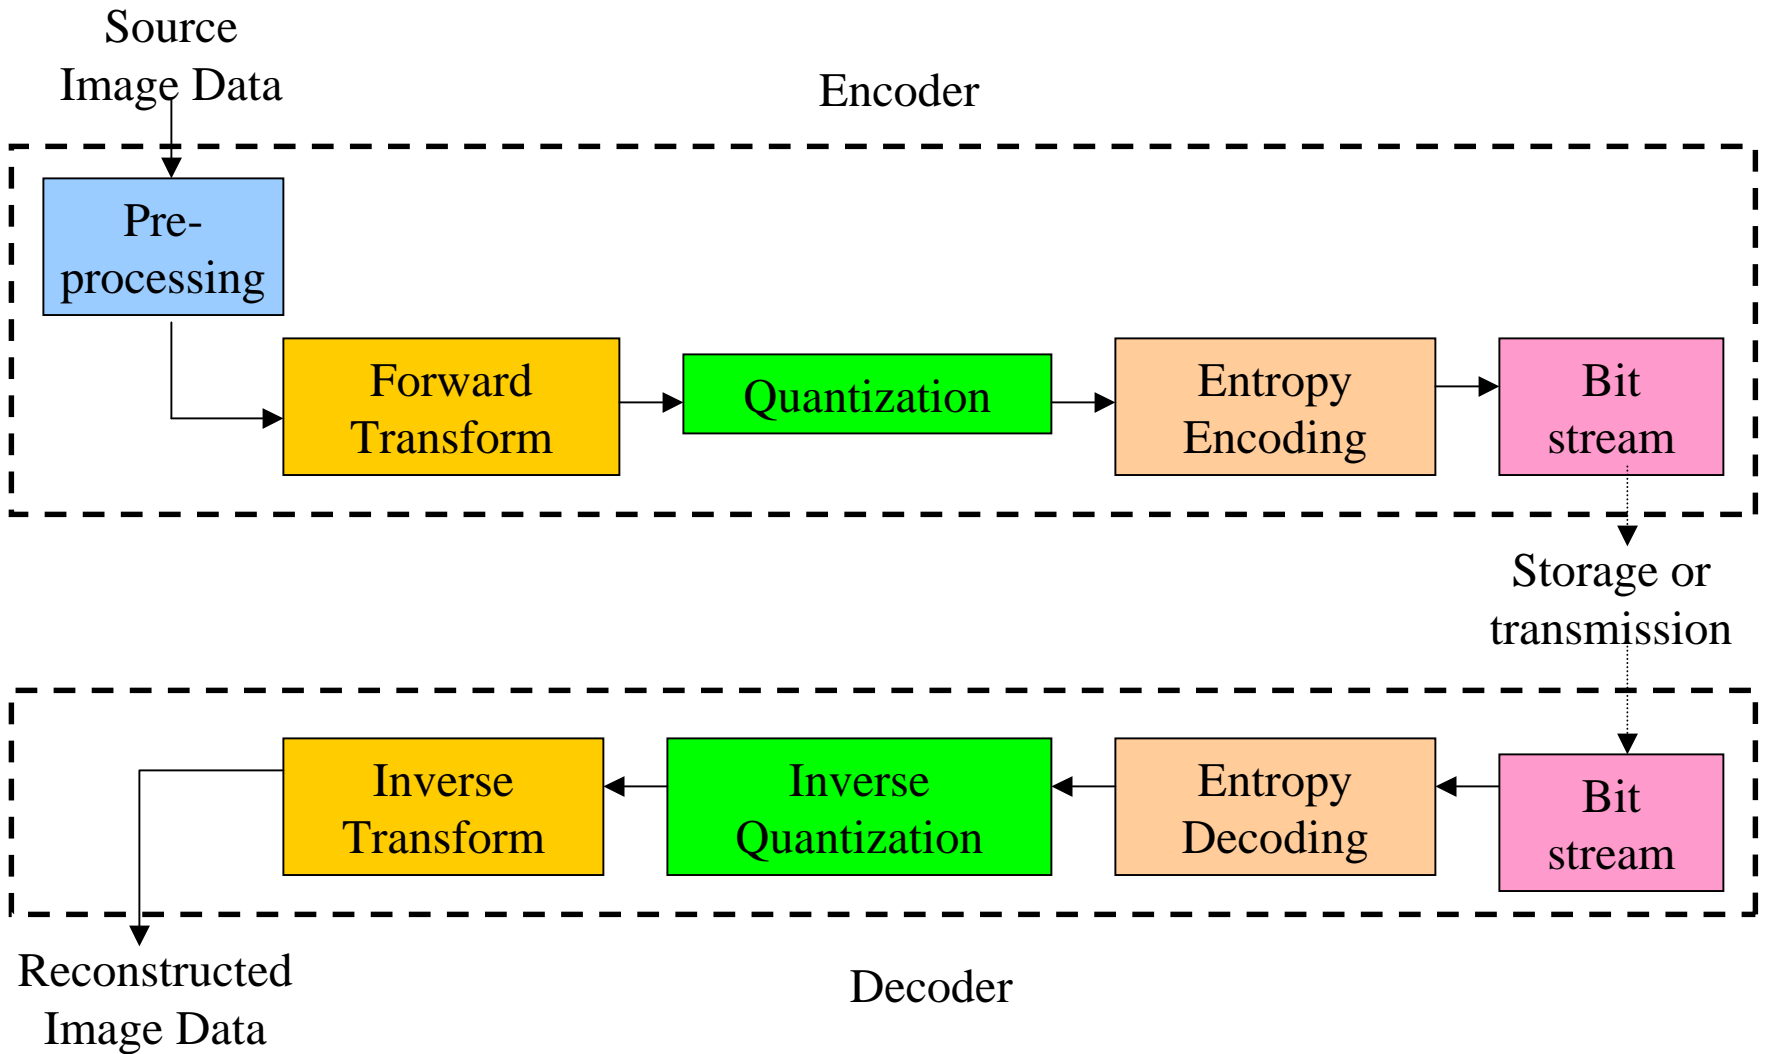 Source
Image Data
Encoder
Pre-
processing
Forward
Transform
Quantization
Entropy
Encoding
Bit
stream
Storage or
transmission
Inverse
Transform
Inverse
Quantization
Entropy
Decoding
Bit
stream
Reconstructed
Image Data
Decoder